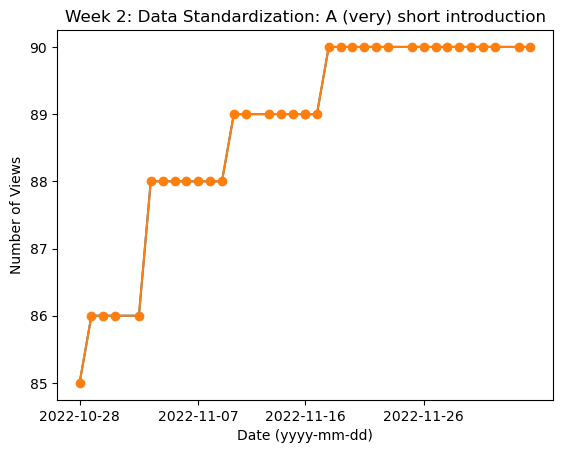 Week 2: Data Standardization: A (very) short introduction
90
89
88
87
86
85
Number of Views
2022-10-28 2022-11-07 2022-11-16 2022-11-26
Date (yyyy-mm-dd)